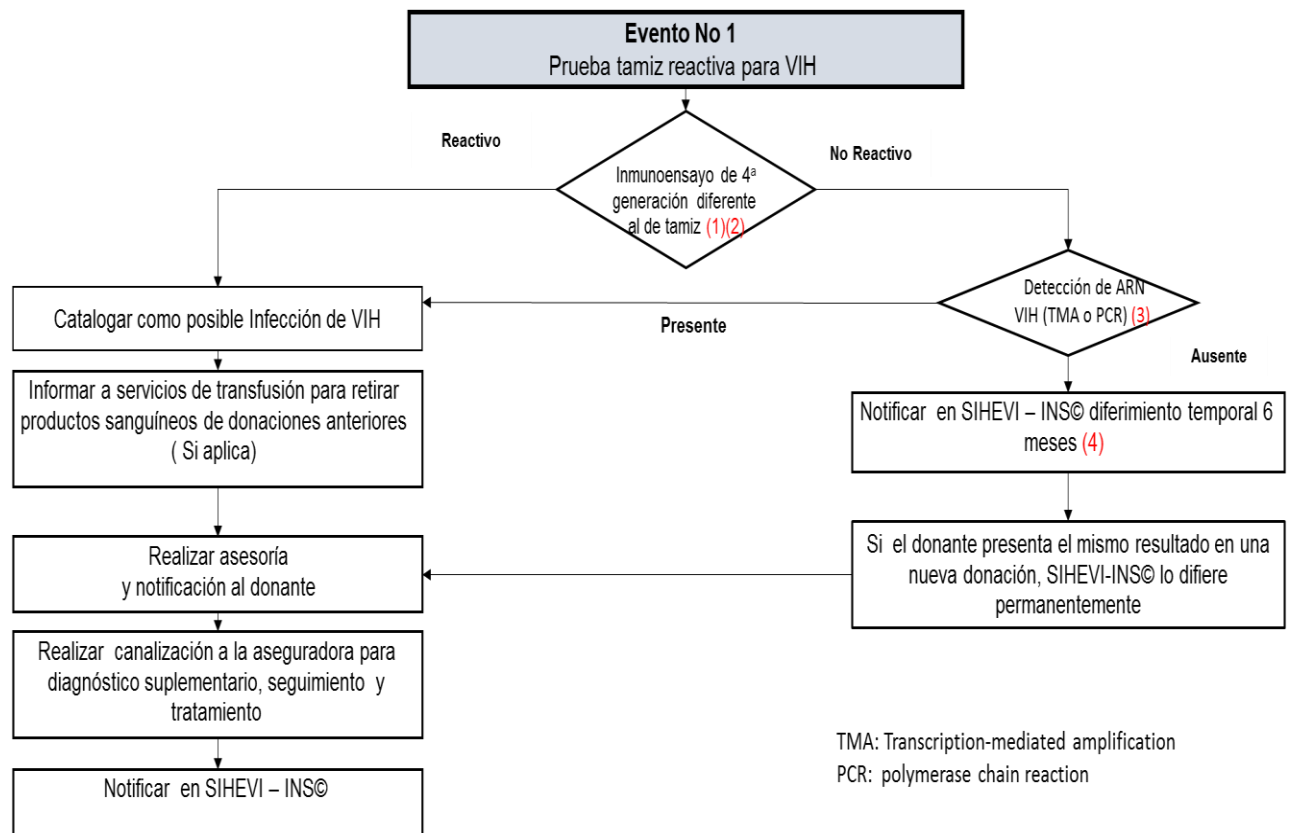 Evento No 1
Prueba tamiz reactiva para VIH
Reactivo
No Reactivo
Inmunoensayo de 4ª
generación diferente
al de tamiz (1)(2)
Detección de ARN
VIH (TMA o PCR) (3)
Presente
Ausente
Catalogar como posible Infección de VIH
Informar a servicios de transfusión para retirar
productos sanguíneos de donaciones anteriores
( Si aplica)
Notificar en SIHEVI – INS© diferimiento temporal 6
meses (4)
Realizar asesoría
y notificación al donante
Si el donante presenta el mismo resultado en una
nueva donación, SIHEVI-INS© lo difiere
permanentemente
Realizar canalización a la aseguradora para
diagnóstico suplementario, seguimiento y
tratamiento
Notificar en SIHEVI – INS©
TMA: Transcription-mediated amplification
PCR: polymerase chain reaction